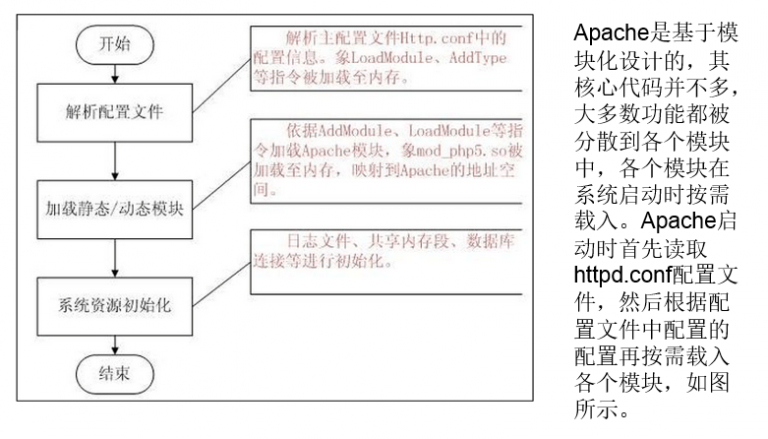 开始
解析主配置文件Http.conf中的
配置信息。象LoadModule、AddType
等指令被加载至内存。
解析配置文件
依据AddModule、LoadModule等指
令加载Apache模块，象mod_php5.so被
加载至内存，映射到Apache的地址空
间。
加载静态/动态模块
日志文件、共享内存段、数据库
连接等进行初始化。
系统资源初始化
结束
Apache是基于模
块化设计的，其
核心代码并不多，
大多数功能都被
分散到各个模块
中，各个模块在
系统启动时按需
载入。Apache启
动时首先读取
httpd.conf配置文
件，然后根据配
置文件中配置的
配置再按需载入
各个模块，如图
所示。